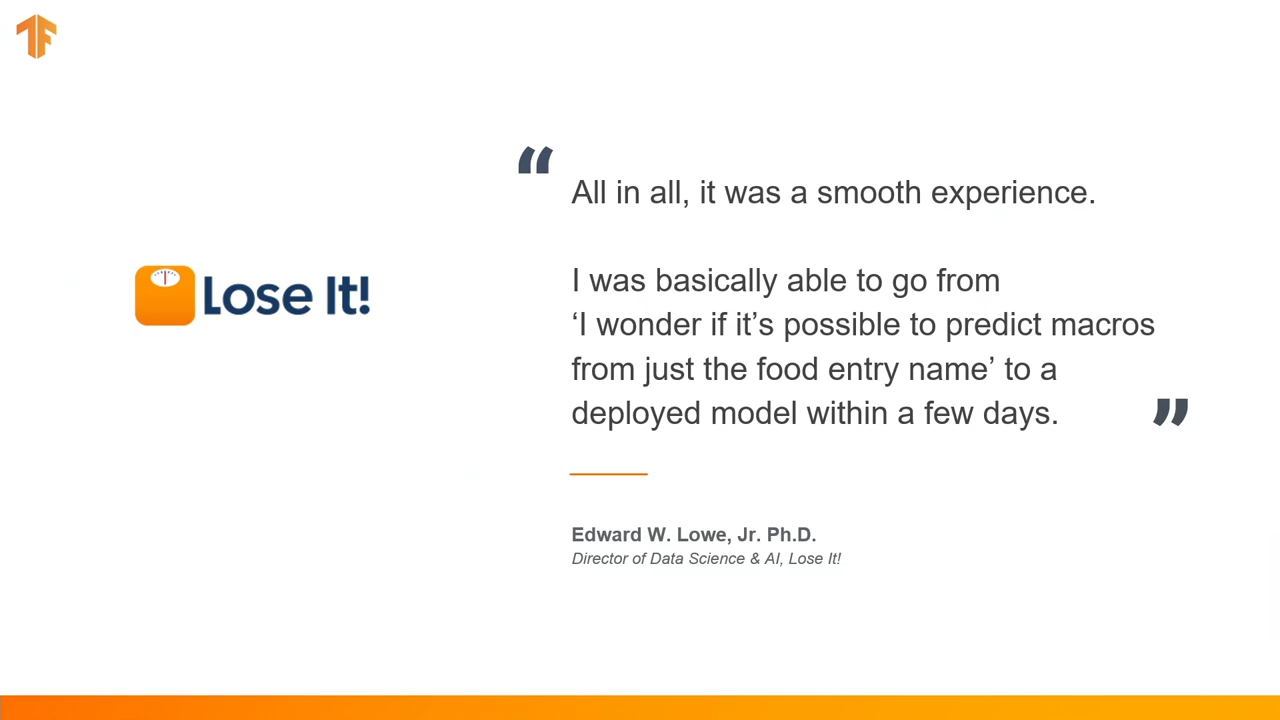 “
All in all, it was a smooth experience.
Lose It!
I was basically able to go from
‘I wonder if it’s possible to predict macros
from just the food entry name’ to a
deployed model within a few days.
”
Edward W. Lowe, Jr. Ph.D.
Director of Data Science & AI, Lose It!